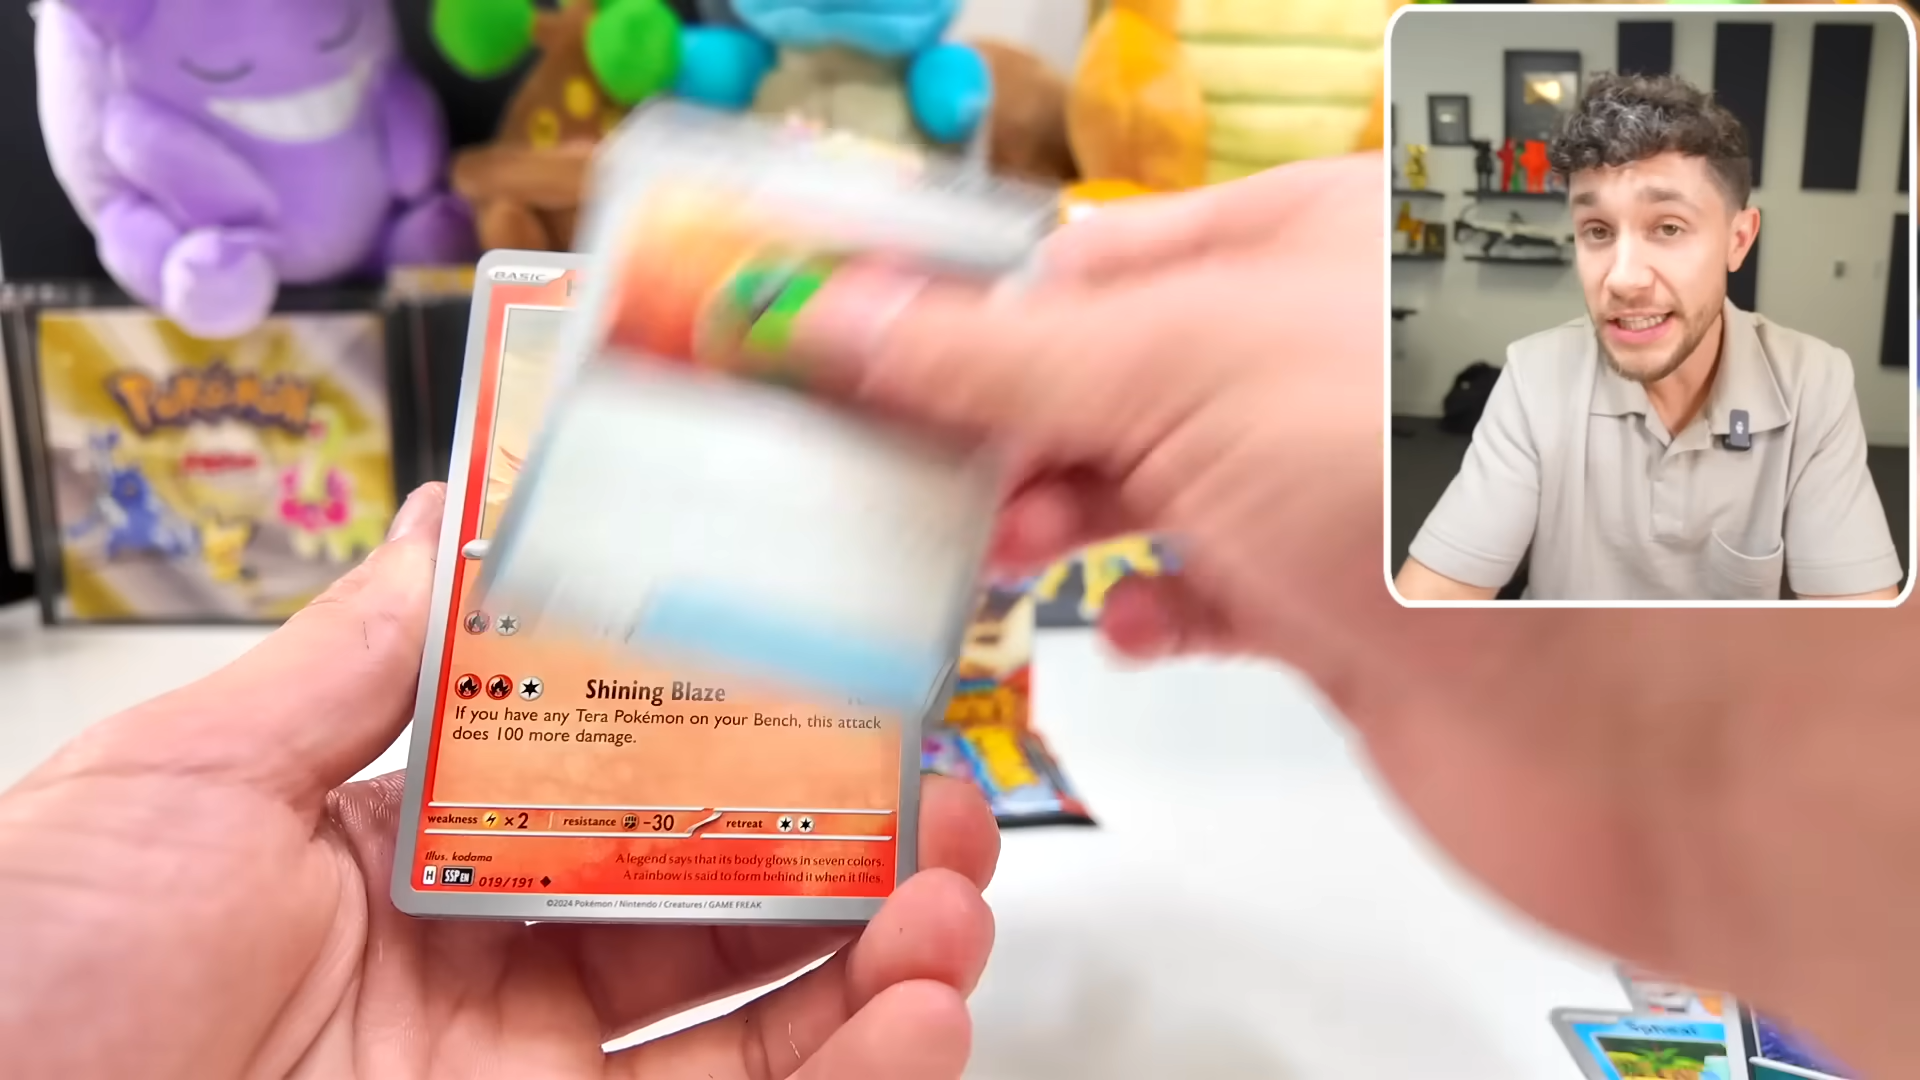 POKÉMON
BASIC
Shining Blaze
If you have any Tera Pokémon on your Bench, this attack
does 100 more damage.
weakness ×2 resistance -30 retreat
Illus. kodama
A legend says that its body glows in seven colors.
A rainbow is said to form behind it when it flies.
H SSP EN 019/191
©2024 Pokémon / Nintendo / Creatures / GAME FREAK
Spheal